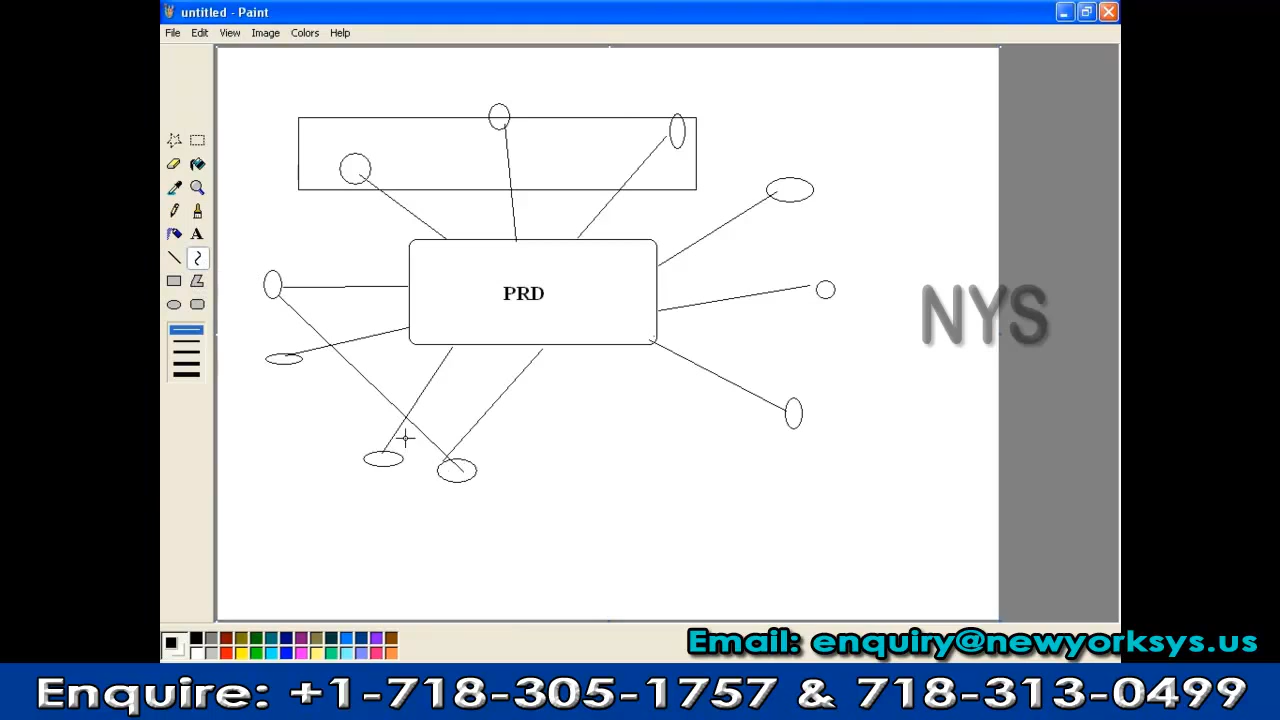 untitled - Paint
File Edit View Image Colors Help
PRD
NYS
A
Email: enquiry@newyorksys.us
Enquire: +1-718-305-1757 & 718-313-0499